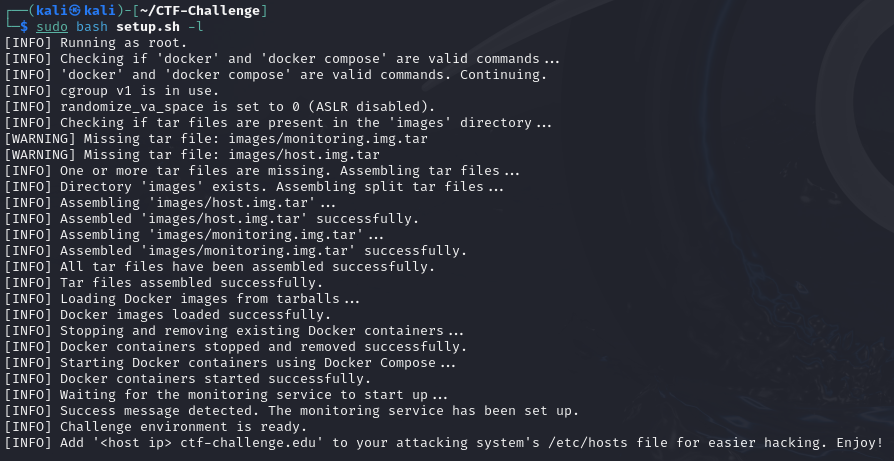 ┌──(kali㉿kali)-[~/CTF-Challenge]
└─$ sudo bash setup.sh -l
[INFO] Running as root.
[INFO] Checking if 'docker' and 'docker compose' are valid commands...
[INFO] 'docker' and 'docker compose' are valid commands. Continuing.
[INFO] cgroup v1 is in use.
[INFO] randomize_va_space is set to 0 (ASLR disabled).
[INFO] Checking if tar files are present in the 'images' directory...
[WARNING] Missing tar file: images/monitoring.img.tar
[WARNING] Missing tar file: images/host.img.tar
[INFO] One or more tar files are missing. Assembling tar files...
[INFO] Directory 'images' exists. Assembling split tar files...
[INFO] Assembling 'images/host.img.tar'...
[INFO] Assembled 'images/host.img.tar' successfully.
[INFO] Assembling 'images/monitoring.img.tar'...
[INFO] Assembled 'images/monitoring.img.tar' successfully.
[INFO] All tar files have been assembled successfully.
[INFO] Tar files assembled successfully.
[INFO] Loading Docker images from tarballs...
[INFO] Docker images loaded successfully.
[INFO] Stopping and removing existing Docker containers...
[INFO] Docker containers stopped and removed successfully.
[INFO] Starting Docker containers using Docker Compose...
[INFO] Docker containers started successfully.
[INFO] Waiting for the monitoring service to start up...
[INFO] Success message detected. The monitoring service has been set up.
[INFO] Challenge environment is ready.
[INFO] Add '<host ip> ctf-challenge.edu' to your attacking system's /etc/hosts file for easier hacking. Enjoy!